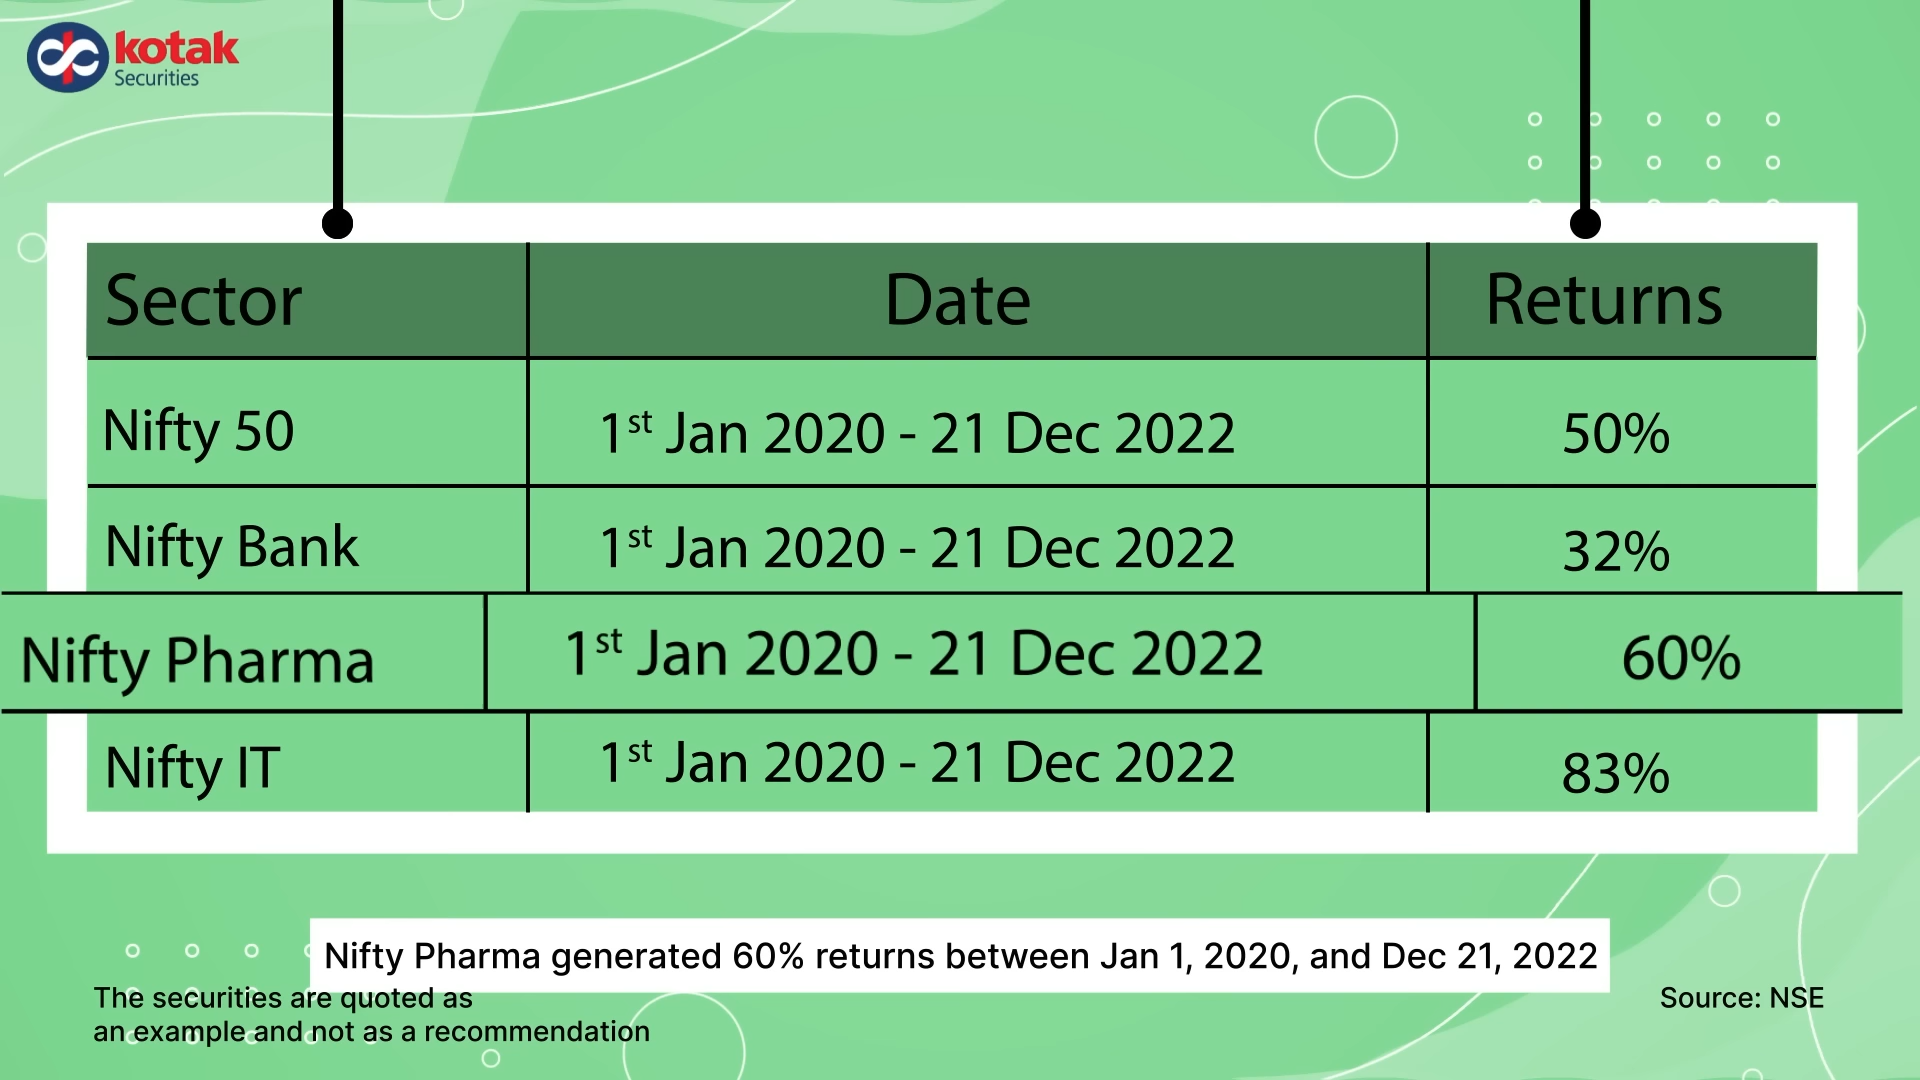 kotak
Securities
Sector Date Returns
Nifty 50 1st Jan 2020 - 21 Dec 2022 50%
Nifty Bank 1st Jan 2020 - 21 Dec 2022 32%
Nifty Pharma 1st Jan 2020 - 21 Dec 2022 60%
Nifty IT 1st Jan 2020 - 21 Dec 2022 83%
Nifty Pharma generated 60% returns between Jan 1, 2020, and Dec 21, 2022
The securities are quoted as
an example and not as a recommendation
Source: NSE